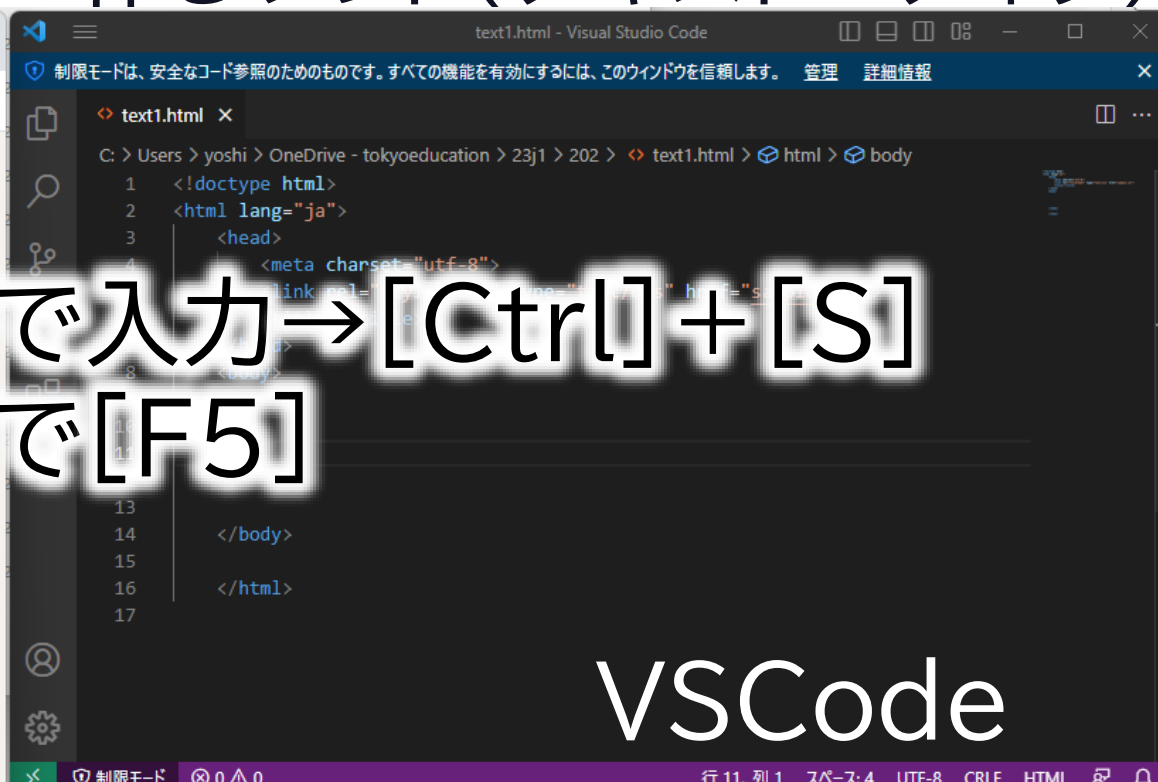 text1.html - Visual Studio Code
制限モードは、安全なコード参照のためのものです。すべての機能を有効にするには、このウィンドウを信頼します。 管理 詳細情報
text1.html
C: > Users > yoshi > OneDrive - tokyoeducation > 23j1 > 202 > text1.html > html > body
1 <!doctype html>
2 <html lang="ja">
3 <head>
4 <meta charset="utf-8">
で入力→[Ctrl]+[S]
8 <body>
で[F5]
13
14 </body>
15
16 </html>
17
VSCode
制限モード 0 0 行 11、列 1 スペース: 4 UTF-8 CRLF HTML